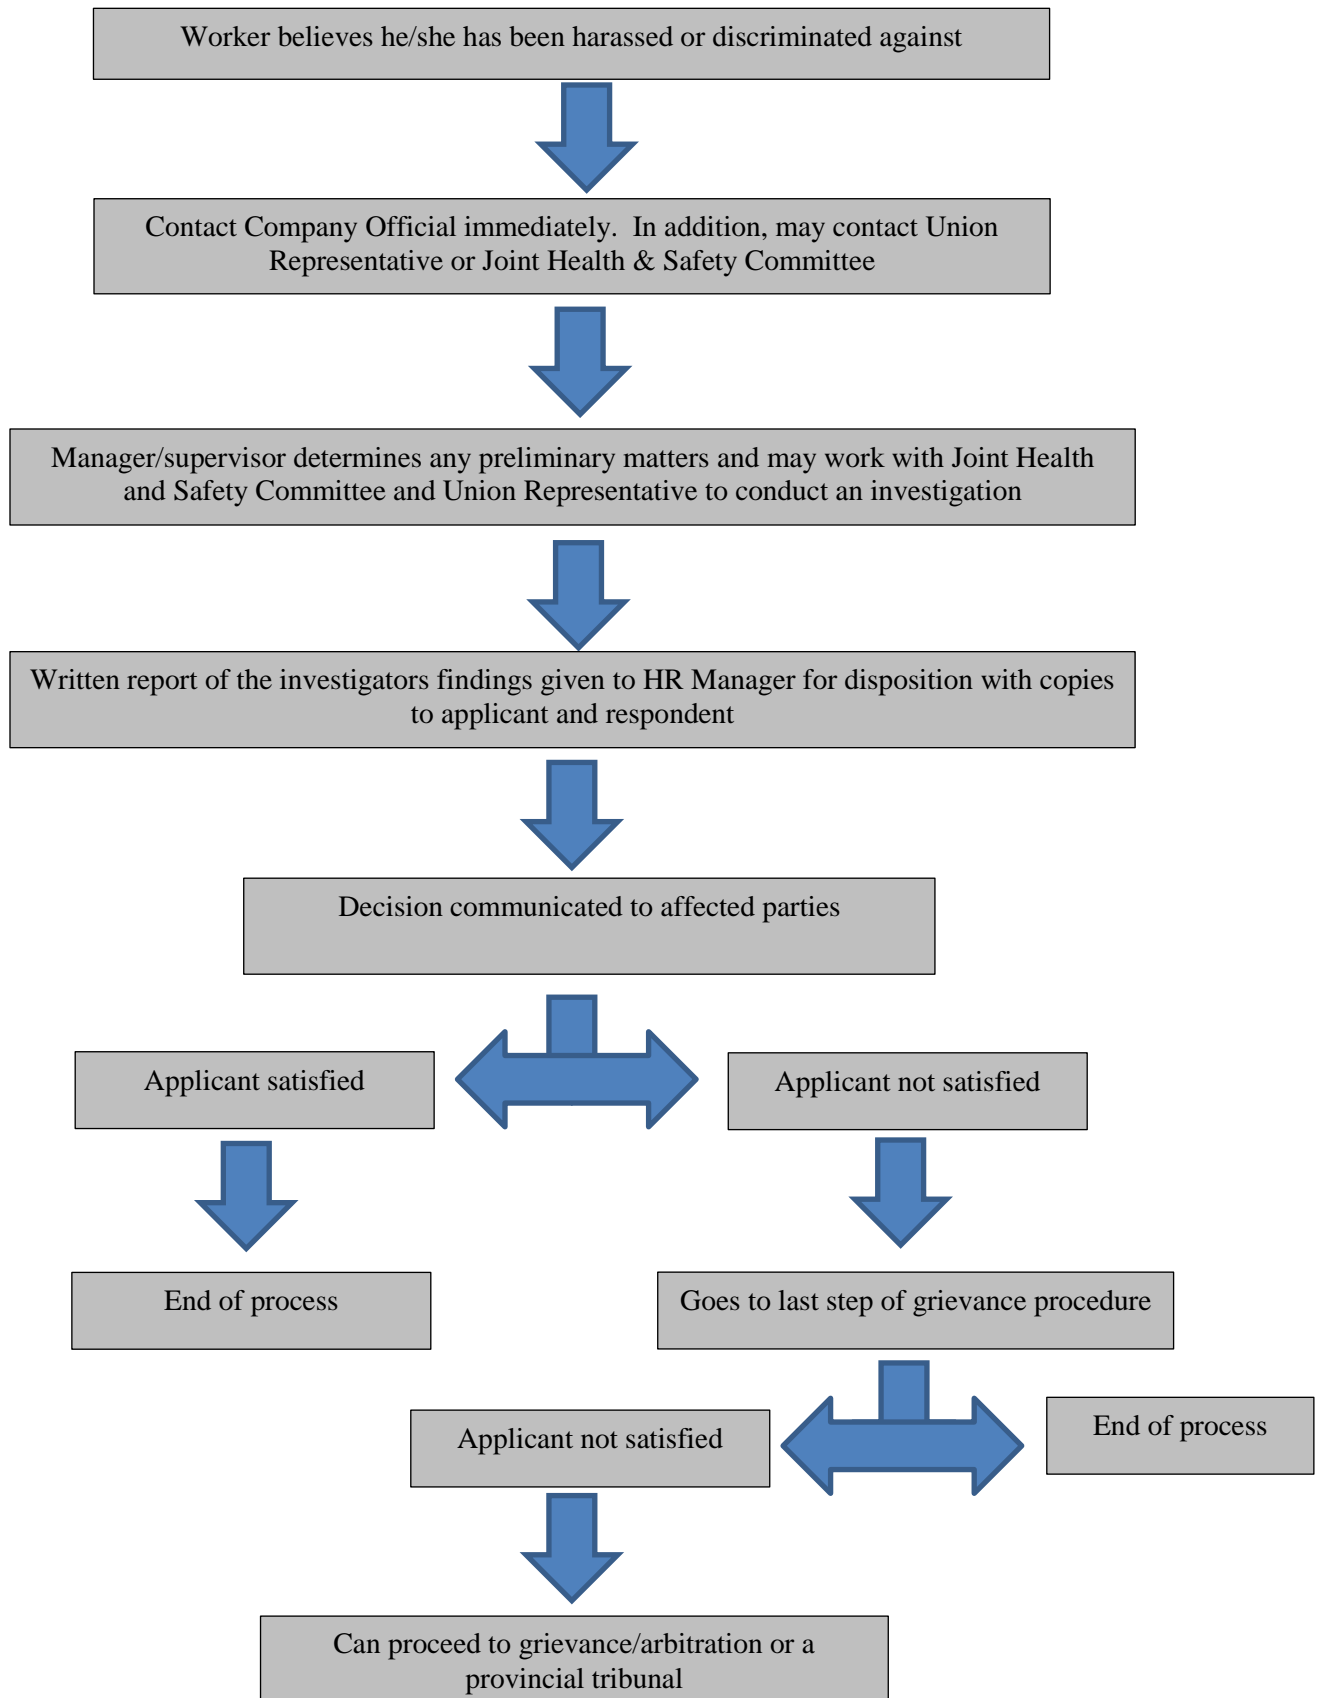 Worker believes he/she has been harassed or discriminated against
Contact Company Official immediately.  In addition, may contact Union
Representative or Joint Health & Safety Committee
Manager/supervisor determines any preliminary matters and may work with Joint Health
and Safety Committee and Union Representative to conduct an investigation
Written report of the investigators findings given to HR Manager for disposition with copies
to applicant and respondent
Decision communicated to affected parties
Applicant satisfied
Applicant not satisfied
End of process
Goes to last step of grievance procedure
Applicant not satisfied
End of process
Can proceed to grievance/arbitration or a
provincial tribunal